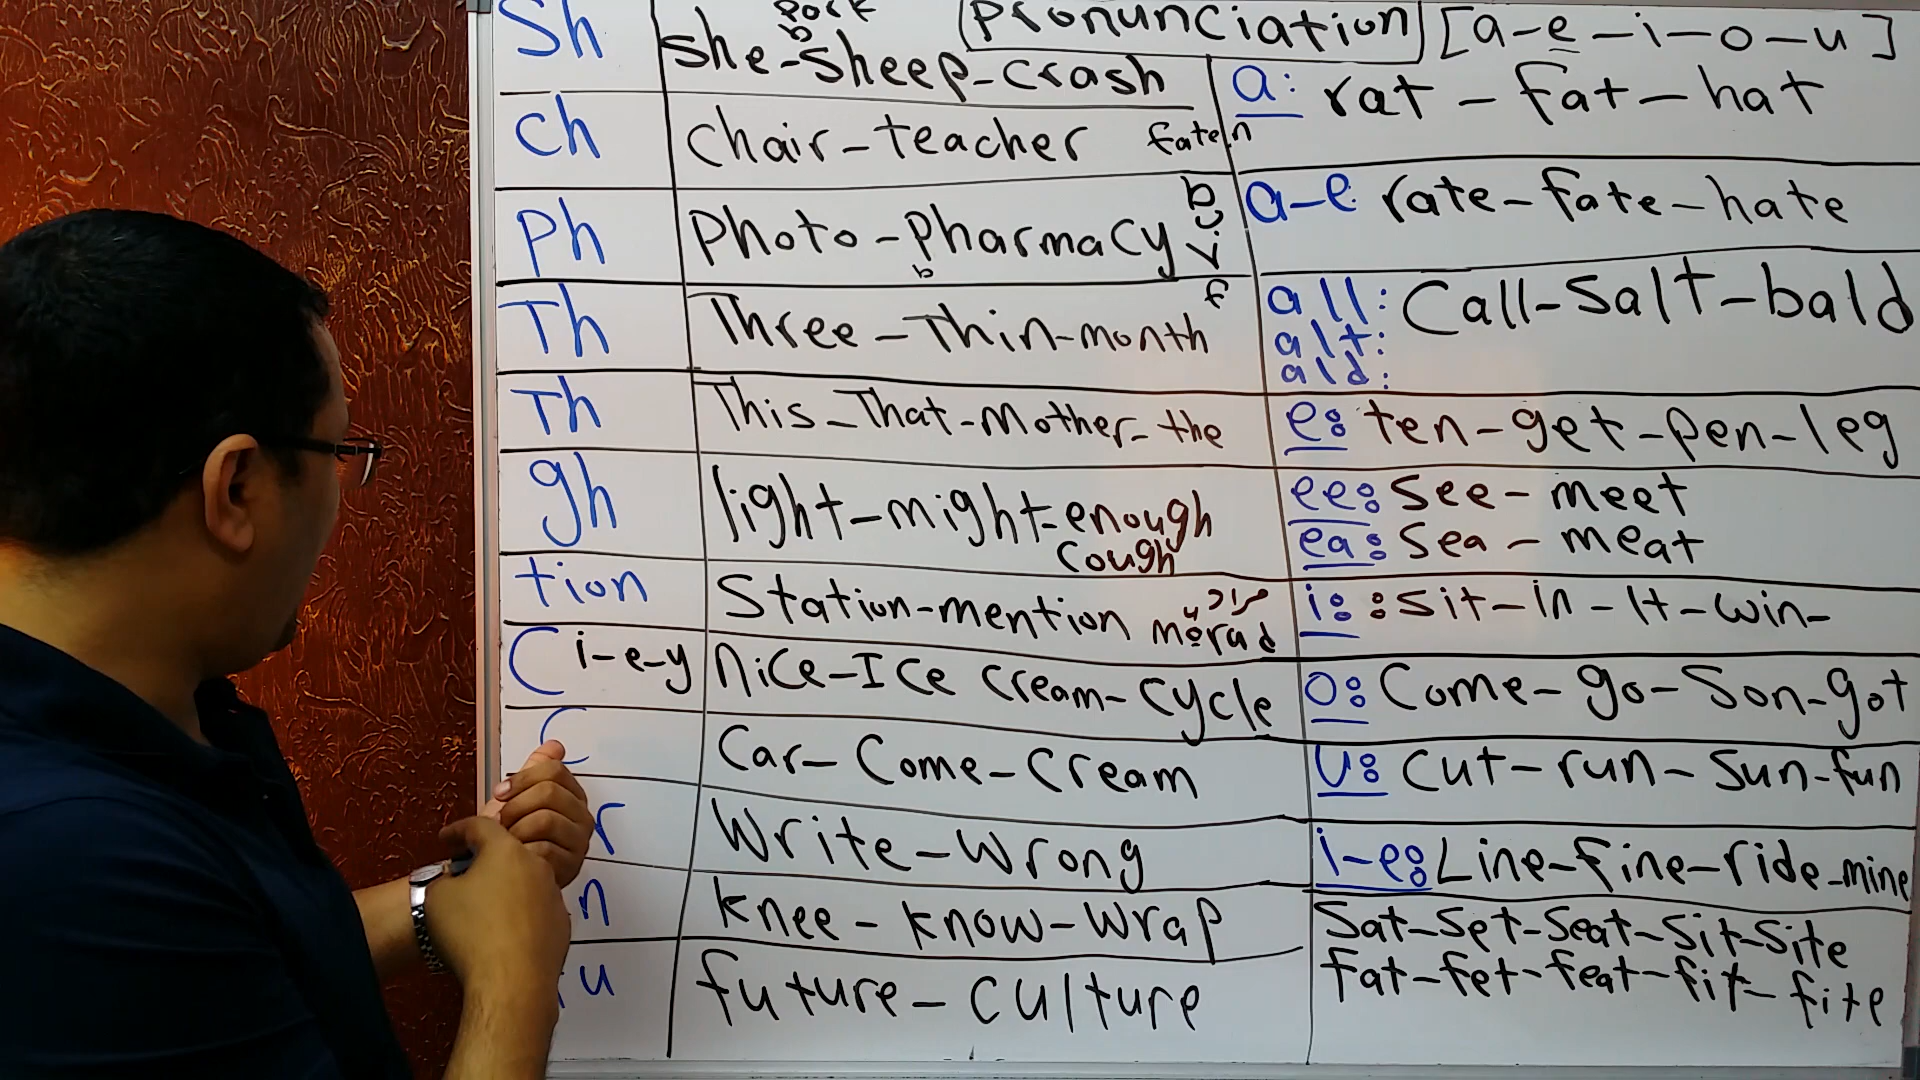 Pronunciation [a-e-i-o-u]
Sh
Pock
b
she-sheep-crash
ch
chair-teacher
faten
Ph
Photo-Pharmacy
b
b
v
f
Th
Three-Thin-month
Th
This-That-Mother-the
gh
light-might-enough
Cough
tion
Station-mention
مراد
morad
C i-e-y
nice-Ice cream-cycle
C
Car-Come-Cream
r
Write-Wrong
n
Knee-Know-Wrap
u
future-culture
a: rat-fat-hat
a-e: rate-fate-hate
all:
alt:
ald:
Call-Salt-bald
e: ten-get-pen-leg
ee: see-meet
ea: sea-meat
i: : sit-in-It-win-
o: Come-go-Son-got
U: cut-run-sun-fun
i-e: Line-fine-ride-mine
Sat-Set-Seat-Sit-Site
Fat-fet-feat-fit-fite